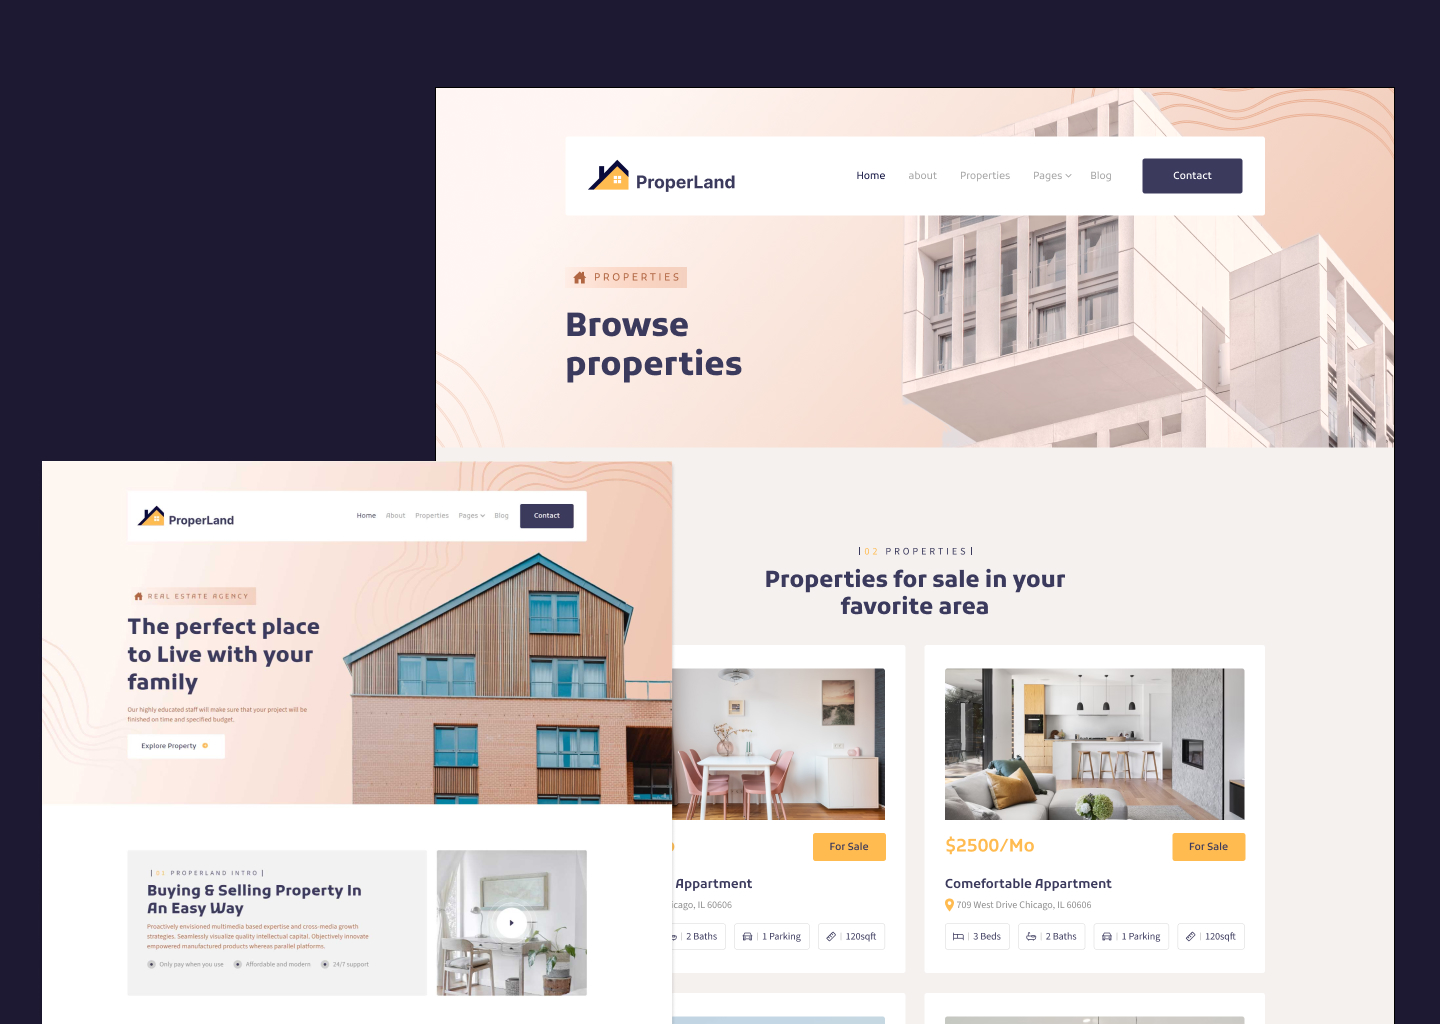 ProperLand
Home
about
Properties
Pages
Blog
Contact
PROPERTIES
Browse
properties
|02 PROPERTIES|
Properties for sale in your
favorite area
For Sale
Appartment
IL 60606
2 Baths
1 Parking
120sqft
$2500/Mo
For Sale
Comefortable Appartment
709 West Drive Chicago, IL 60606
3 Beds
2 Baths
1 Parking
120sqft
ProperLand
Home
About
Properties
Pages
Blog
Contact
REAL ESTATE AGENCY
The perfect place
to Live with your
family
Our highly educated staff will make sure that your project will be
finished on time and specified budget.
Explore Property
|01 PROPERLAND INTRO|
Buying & Selling Property In
An Easy Way
Proactively envisioned multimedia based expertise and cross-media growth
strategies. Seamlessly visualize quality intellectual capital. Objectively innovate
empowered manufactured products whereas parallel platforms.
Only pay when you use
Affordable and modern
24/7 support